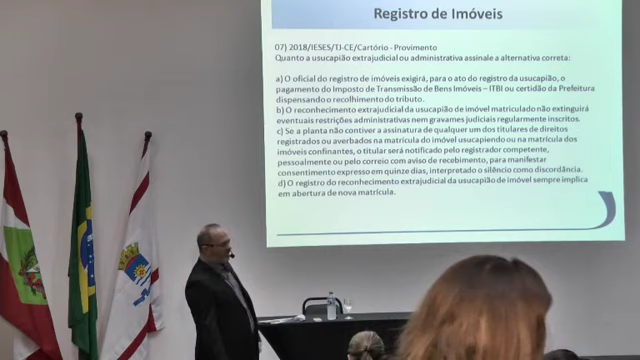 Registro de Imóveis
07) 2018/IESES/TJ-CE/Cartório - Provimento
Quanto a usucapião extrajudicial ou administrativa assinale a alternativa correta:
a) O oficial do registro de imóveis exigirá, para o ato do registro da usucapião, o
pagamento do Imposto de Transmissão de Bens Imóveis – ITBI ou certidão da Prefeitura
dispensando o recolhimento do tributo.
b) O reconhecimento extrajudicial da usucapião de imóvel matriculado não extinguirá
eventuais restrições administrativas nem gravames judiciais regularmente inscritos.
c) Se a planta não contiver a assinatura de qualquer um dos titulares de direitos
registrados ou averbados na matrícula do imóvel usucapiendo ou na matrícula dos
imóveis confinantes, o titular será notificado pelo registrador competente,
pessoalmente ou pelo correio com aviso de recebimento, para manifestar
consentimento expresso em quinze dias, interpretado o silêncio como discordância.
d) O registro do reconhecimento extrajudicial da usucapião de imóvel sempre implica
em abertura de nova matrícula.